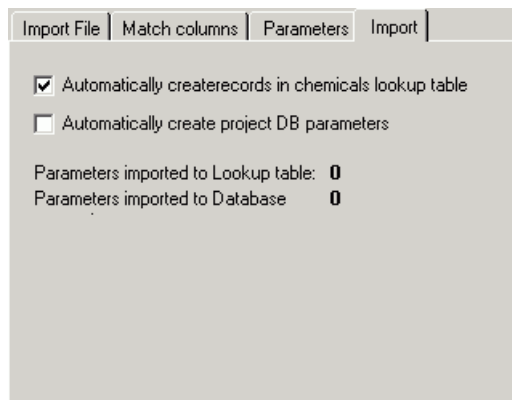 Import File Match columns Parameters Import
Automatically createrecords in chemicals lookup table
Automatically create project DB parameters
Parameters imported to Lookup table: 0
Parameters imported to Database 0